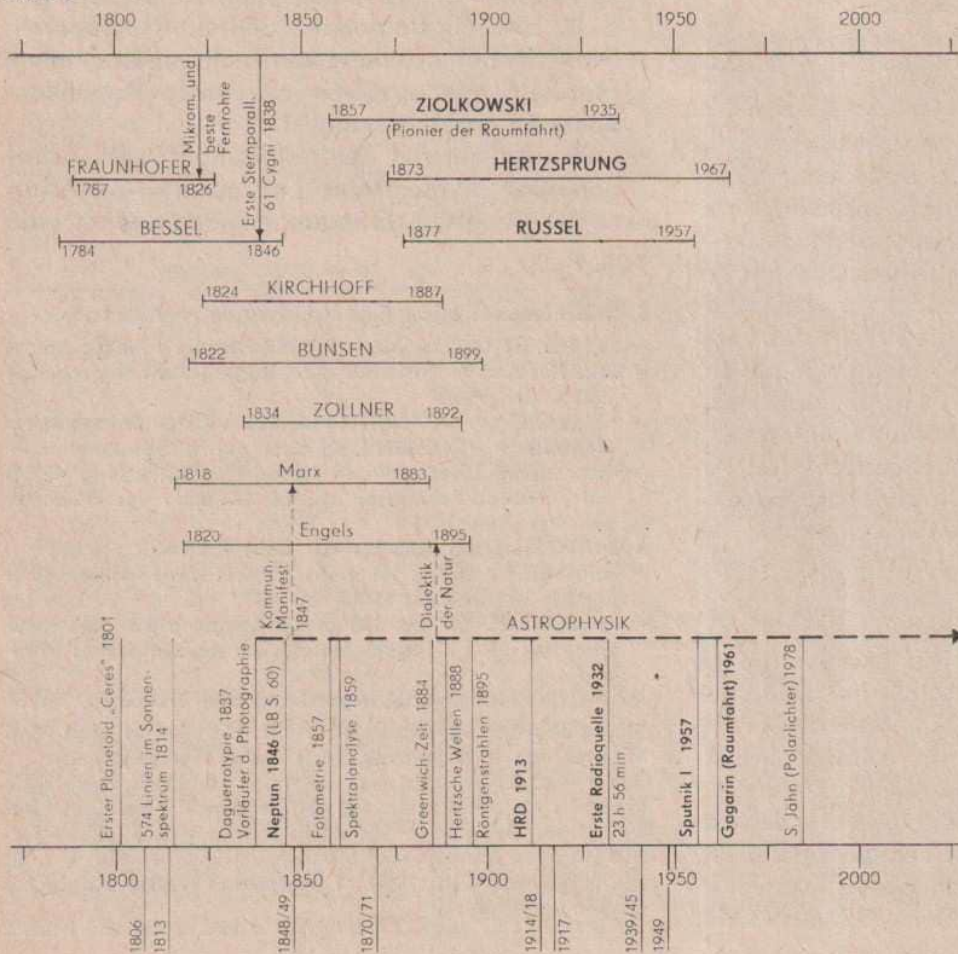 1800 1850 1900 1950 2000
Mikrom. und
beste
Fernrohre
Erste Sternparall.
61 Cygni 1838
1857 ZIOLKOWSKI 1935
(Pionier der Raumfahrt)
FRAUNHOFER
1787 1826
1873 HERTZSPRUNG 1967
BESSEL
1784 1846
1877 RUSSEL 1957
1824 KIRCHHOFF 1887
1822 BUNSEN 1899
1834 ZÖLLNER 1892
1818 Marx 1883
1820 Engels 1895
Kommun.
Manifest
1847
Dialektik
der Natur
ASTROPHYSIK
Erster Planetoid „Ceres" 1801
574 Linien im Sonnen-
spektrum 1814
Daguerrotypie 1837
Vorläufer d. Photographie
Neptun 1846 (LB S. 60)
Fotometrie 1857
Spektralanalyse 1859
Greenwich-Zeit 1884
Hertzsche Wellen 1888
Röntgenstrahlen 1895
HRD 1913
Erste Radioquelle 1932
23 h 56 min
Sputnik I 1957
Gagarin (Raumfahrt) 1961
S. Jähn (Polarlichter) 1978
1800 1850 1900 1950 2000
1806
1813
1848/49
1870/71
1914/18
1917
1939/45
1949